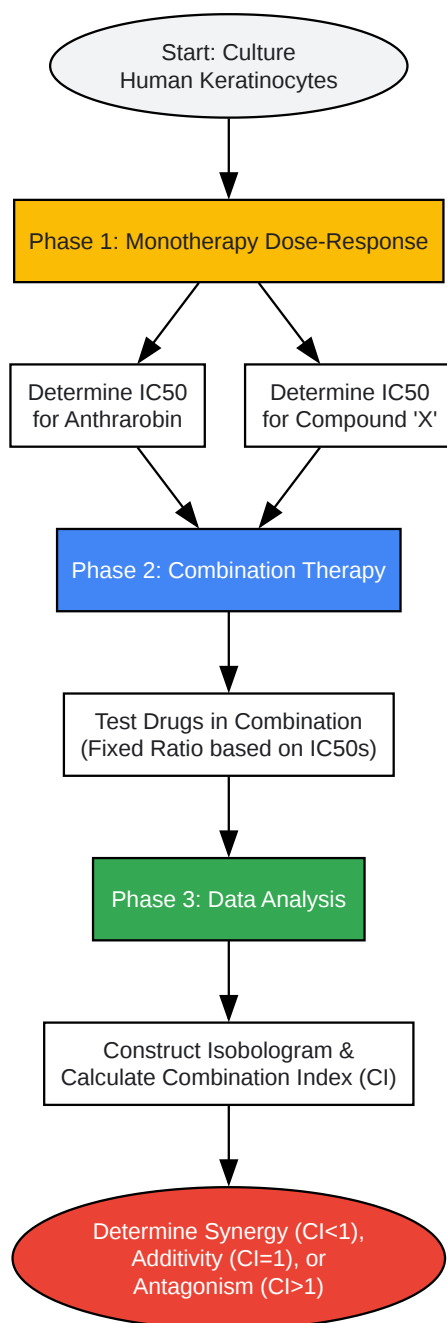 Start: Culture
Human Keratinocytes
Phase 1: Monotherapy Dose-Response
Determine IC50
for Anthrarobin
Determine IC50
for Compound 'X'
Phase 2: Combination Therapy
Test Drugs in Combination
(Fixed Ratio based on IC50s)
Phase 3: Data Analysis
Construct Isobologram &
Calculate Combination Index (CI)
Determine Synergy (CI<1),
Additivity (CI=1), or
Antagonism (CI>1)